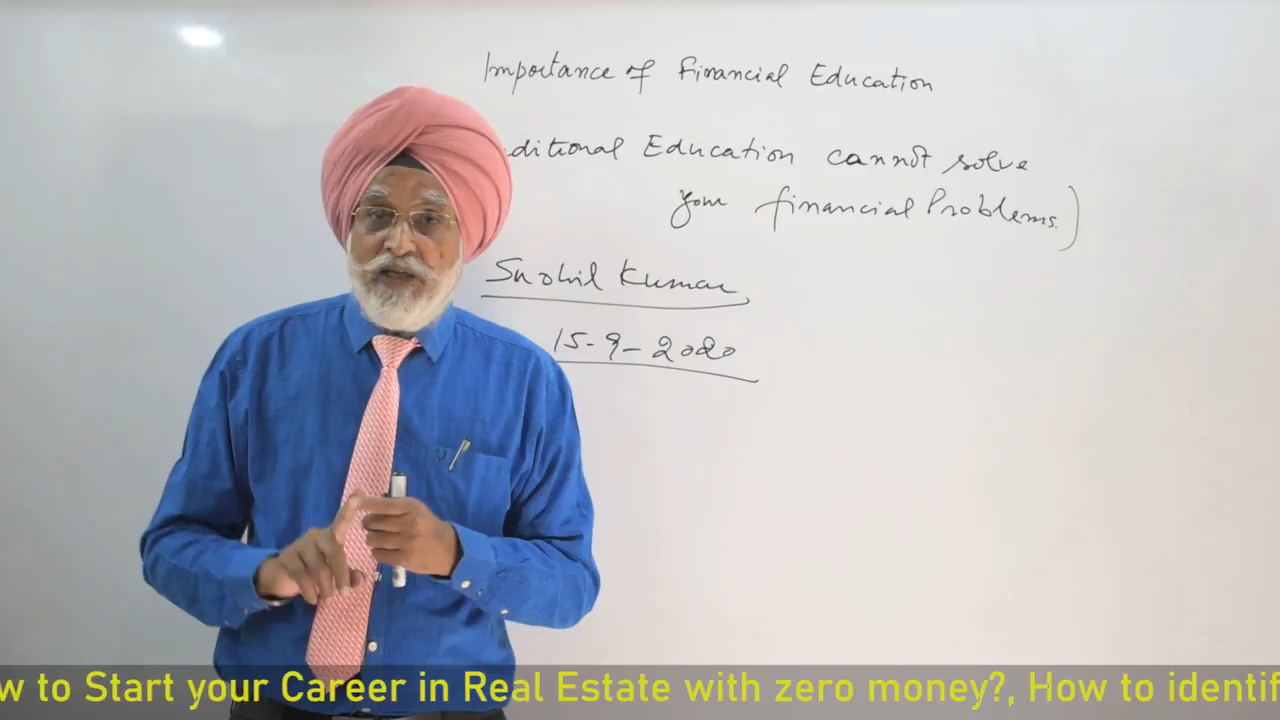 Importance of Financial Education
ditional Education cannot solve
your financial Problems.)
Kumar
15-9-2020
w to Start your Career in Real Estate with zero money?, How to identif